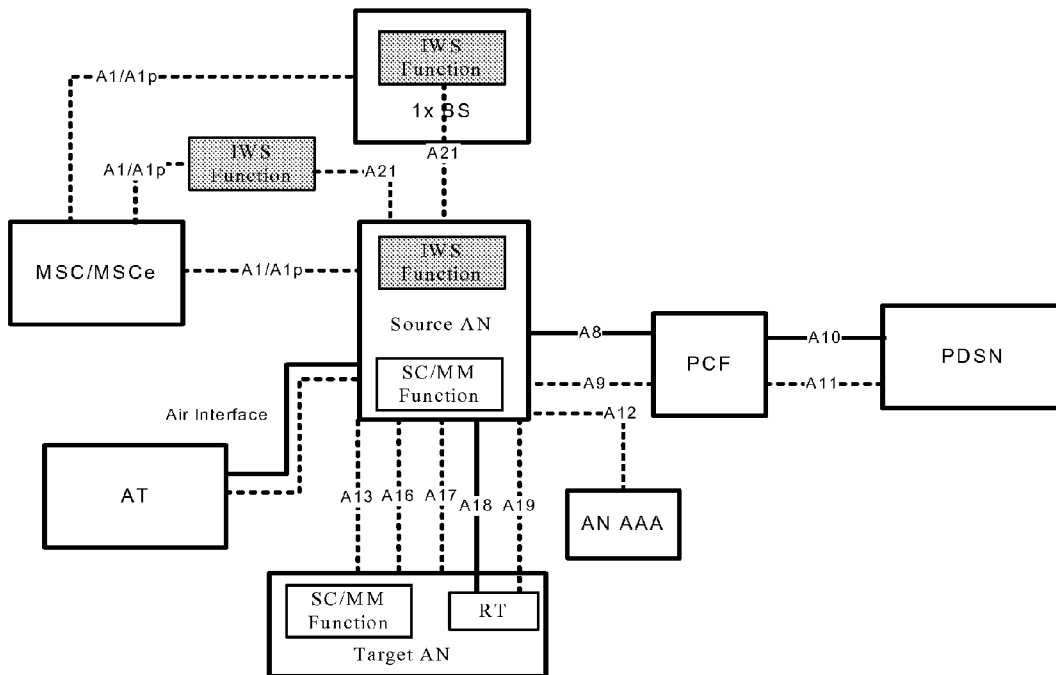 IWS
Function
1x BS
A1/A1p
A21
A1/A1p
IWS
Function
A21
MSC/MSCe
A1/A1p
IWS
Function
Source AN
SC/MM
Function
A8
PCF
A10
PDSN
A9
A11
A12
Air Interface
AT
A13
A16
A17
A18
A19
AN AAA
SC/MM
Function
RT
Target AN